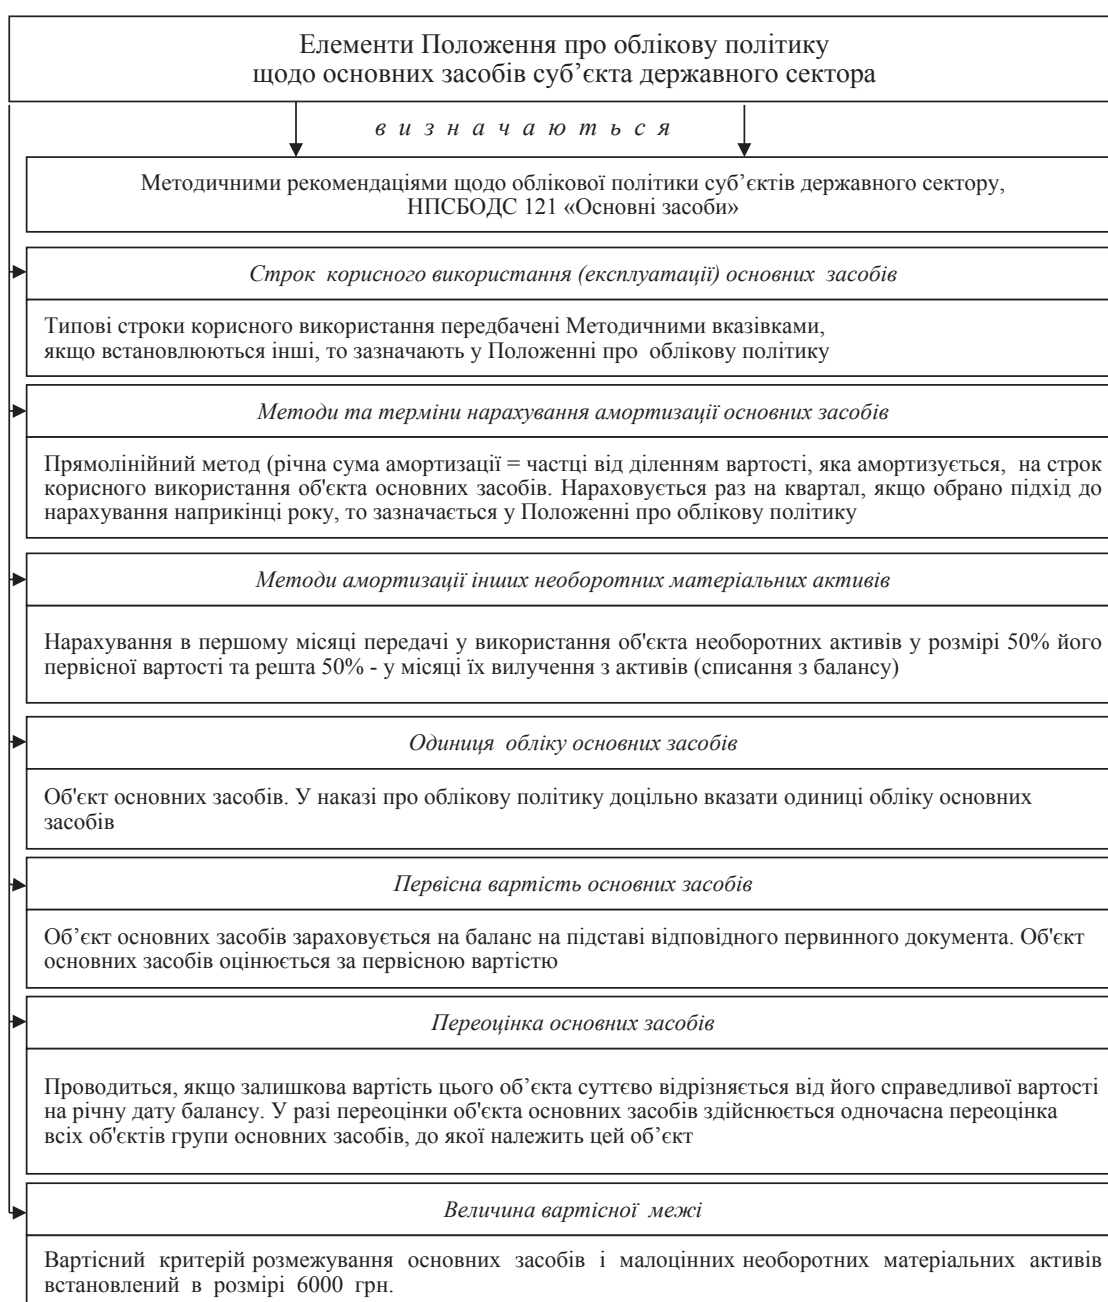 Елементи Положення про облікову політику
щодо основних засобів суб’єкта державного сектора
визначаються
Методичними рекомендаціями щодо облікової політики суб’єктів державного сектору,
НПСБОДС 121 «Основні засоби»
Строк корисного використання (експлуатації) основних засобів
Типові строки корисного використання передбачені Методичними вказівками,
якщо встановлюються інші, то зазначають у Положенні про облікову політику
Методи та терміни нарахування амортизації основних засобів
Прямолінійний метод (річна сума амортизації = частці від діленням вартості, яка амортизується, на строк
корисного використання об'єкта основних засобів. Нараховується раз на квартал, якщо обрано підхід до
нарахування наприкінці року, то зазначається у Положенні про облікову політику
Методи амортизації інших необоротних матеріальних активів
Нарахування в першому місяці передачі у використання об'єкта необоротних активів у розмірі 50% його
первісної вартості та решта 50% - у місяці їх вилучення з активів (списання з балансу)
Одиниця обліку основних засобів
Об'єкт основних засобів. У наказі про облікову політику доцільно вказати одиниці обліку основних
засобів
Первісна вартість основних засобів
Об’єкт основних засобів зараховується на баланс на підставі відповідного первинного документа. Об'єкт
основних засобів оцінюється за первісною вартістю
Переоцінка основних засобів
Проводиться, якщо залишкова вартість цього об’єкта суттєво відрізняється від його справедливої вартості
на річну дату балансу. У разі переоцінки об'єкта основних засобів здійснюється одночасна переоцінка
всіх об'єктів групи основних засобів, до якої належить цей об’єкт
Величина вартісної межі
Вартісний критерій розмежування основних засобів і малоцінних необоротних матеріальних активів
встановлений в розмірі 6000 грн.